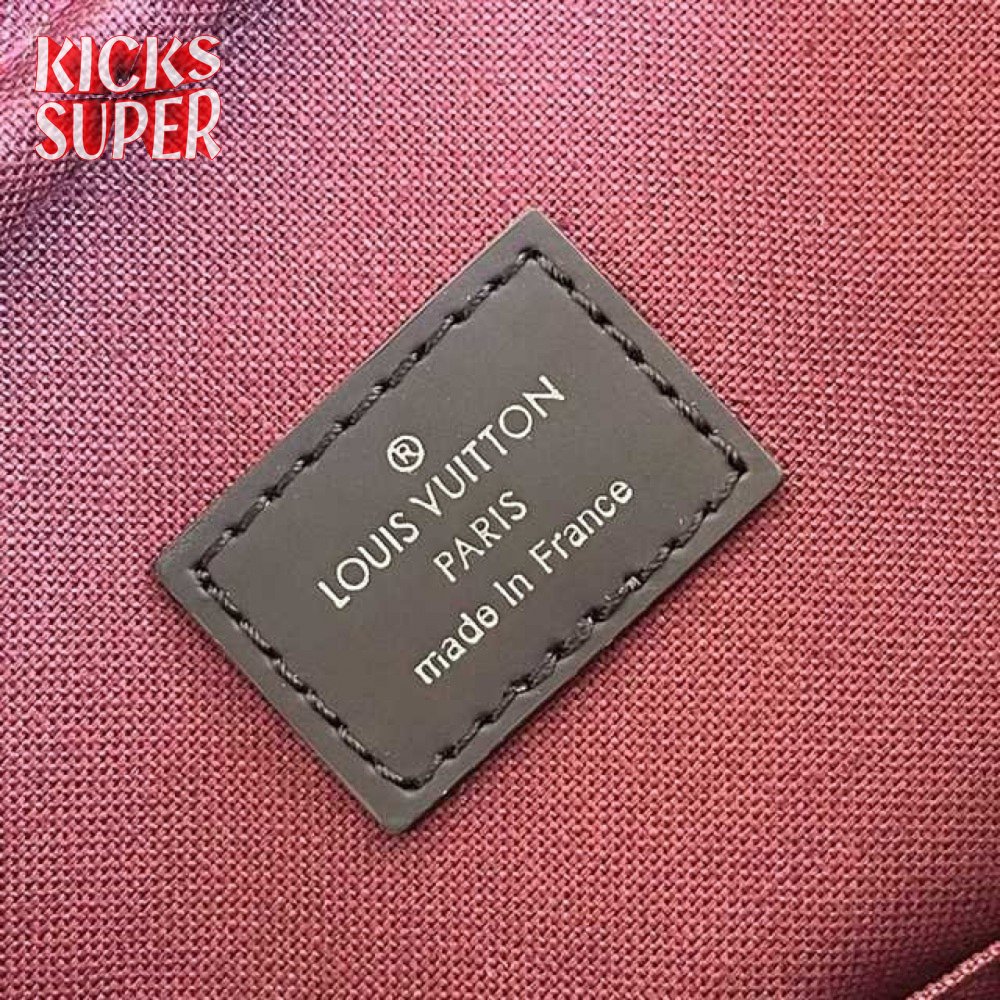 KICKS
SUPER
®
LOUIS VUITTON
PARIS
made In France